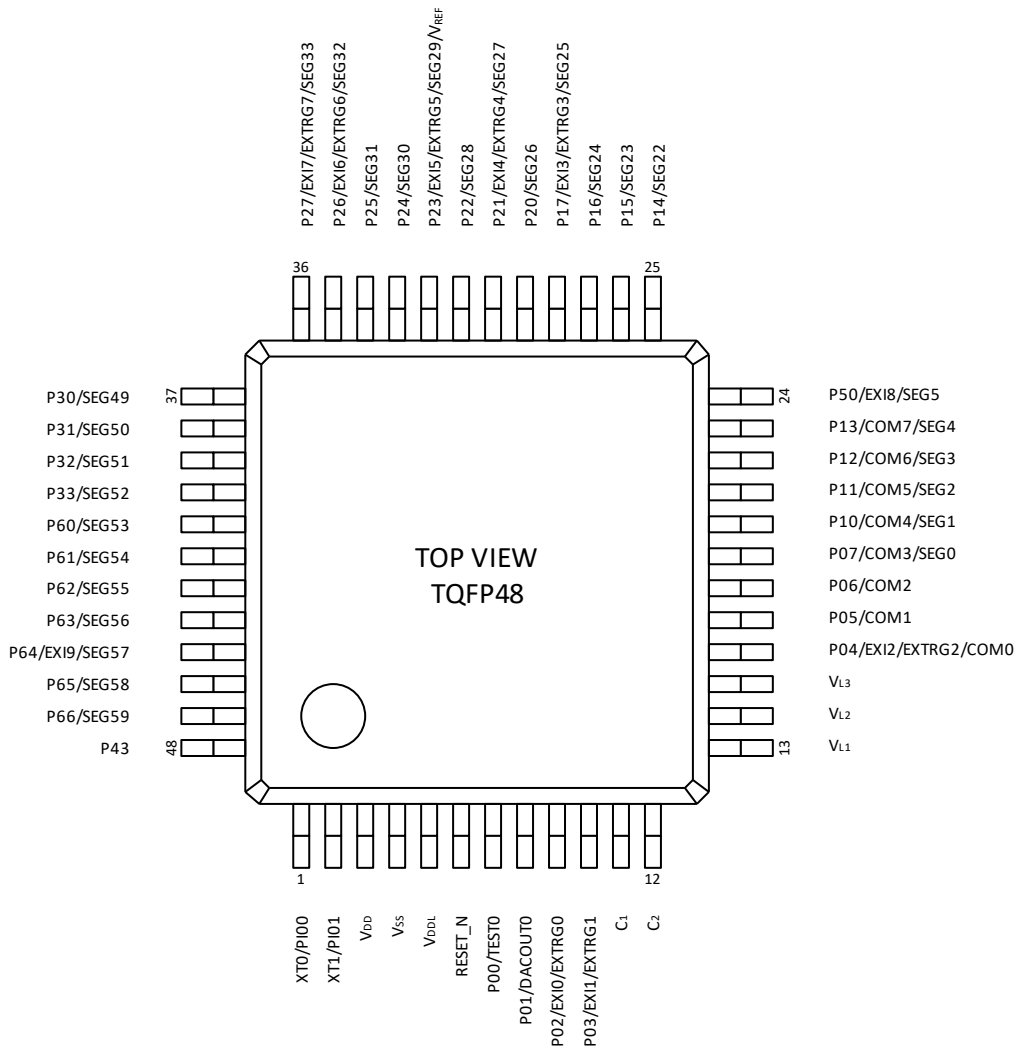 P27/EXI7/EXTRG7/SEG33
P26/EXI6/EXTRG6/SEG32
P25/SEG31
P24/SEG30
P23/EXI5/EXTRG5/SEG29/VREF
P22/SEG28
P21/EXI4/EXTRG4/SEG27
P20/SEG26
P17/EXI3/EXTRG3/SEG25
P16/SEG24
P15/SEG23
P14/SEG22
36
25
P30/SEG49
37
P31/SEG50
P32/SEG51
P33/SEG52
P60/SEG53
P61/SEG54
P62/SEG55
P63/SEG56
P64/EXI9/SEG57
P65/SEG58
P66/SEG59
P43
48
TOP VIEW
TQFP48
24
P50/EXI8/SEG5
P13/COM7/SEG4
P12/COM6/SEG3
P11/COM5/SEG2
P10/COM4/SEG1
P07/COM3/SEG0
P06/COM2
P05/COM1
P04/EXI2/EXTRG2/COM0
VL3
VL2
13
VL1
1
12
XT0/PI00
XT1/PI01
VDD
VSS
VDDL
RESET_N
P00/TEST0
P01/DACOUT0
P02/EXI0/EXTRG0
P03/EXI1/EXTRG1
C1
C2